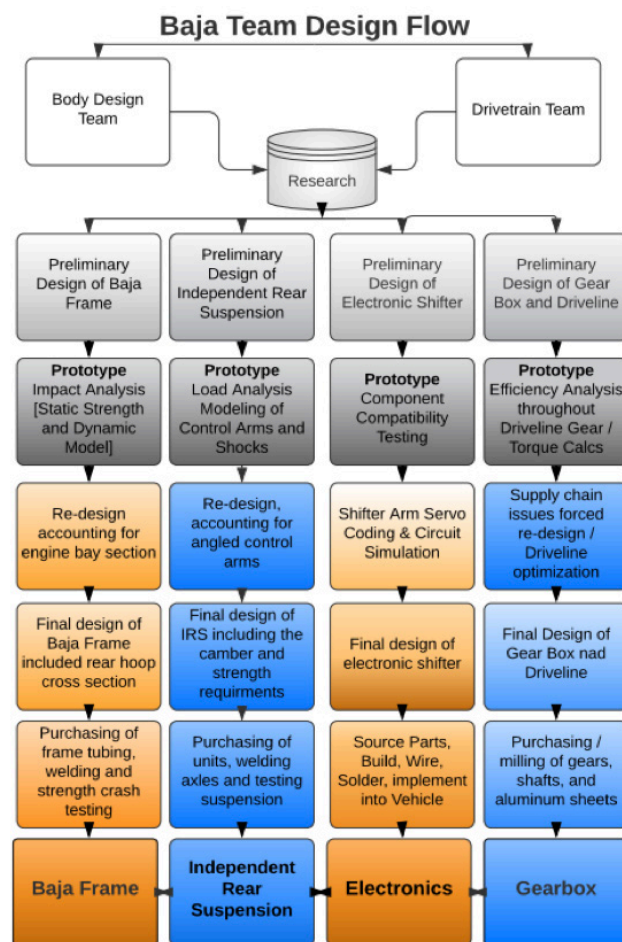 Baja Team Design Flow
Body Design
Team
Drivetrain Team
Research
Preliminary
Design of Baja
Frame
Preliminary
Design of
Independent Rear
Suspension
Preliminary
Design of
Electronic Shifter
Preliminary
Design of Gear
Box and Driveline
Prototype
Impact Analysis
[Static Strength
and Dynamic
Model]
Prototype
Load Analysis
Modeling of
Control Arms and
Shocks
Prototype
Component
Compatibility
Testing
Prototype
Efficiency Analysis
throughout
Driveline Gear /
Torque Calcs
Re-design
accounting for
engine bay section
Re-design,
accounting for
angled control
arms
Shifter Arm Servo
Coding & Circuit
Simulation
Supply chain
issues forced
re-design /
Driveline
optimization
Final design of
Baja Frame
included rear hoop
cross section
Final design of
IRS including the
camber and
strength
requirments
Final design of
electronic shifter
Final Design of
Gear Box nad
Driveline
Purchasing of
frame tubing,
welding and
strength crash
testing
Purchasing of
units, welding
axles and testing
suspension
Source Parts,
Build, Wire,
Solder, implement
into Vehicle
Purchasing /
milling of gears,
shafts, and
aluminum sheets
Baja Frame
Independent
Rear
Suspension
Electronics
Gearbox